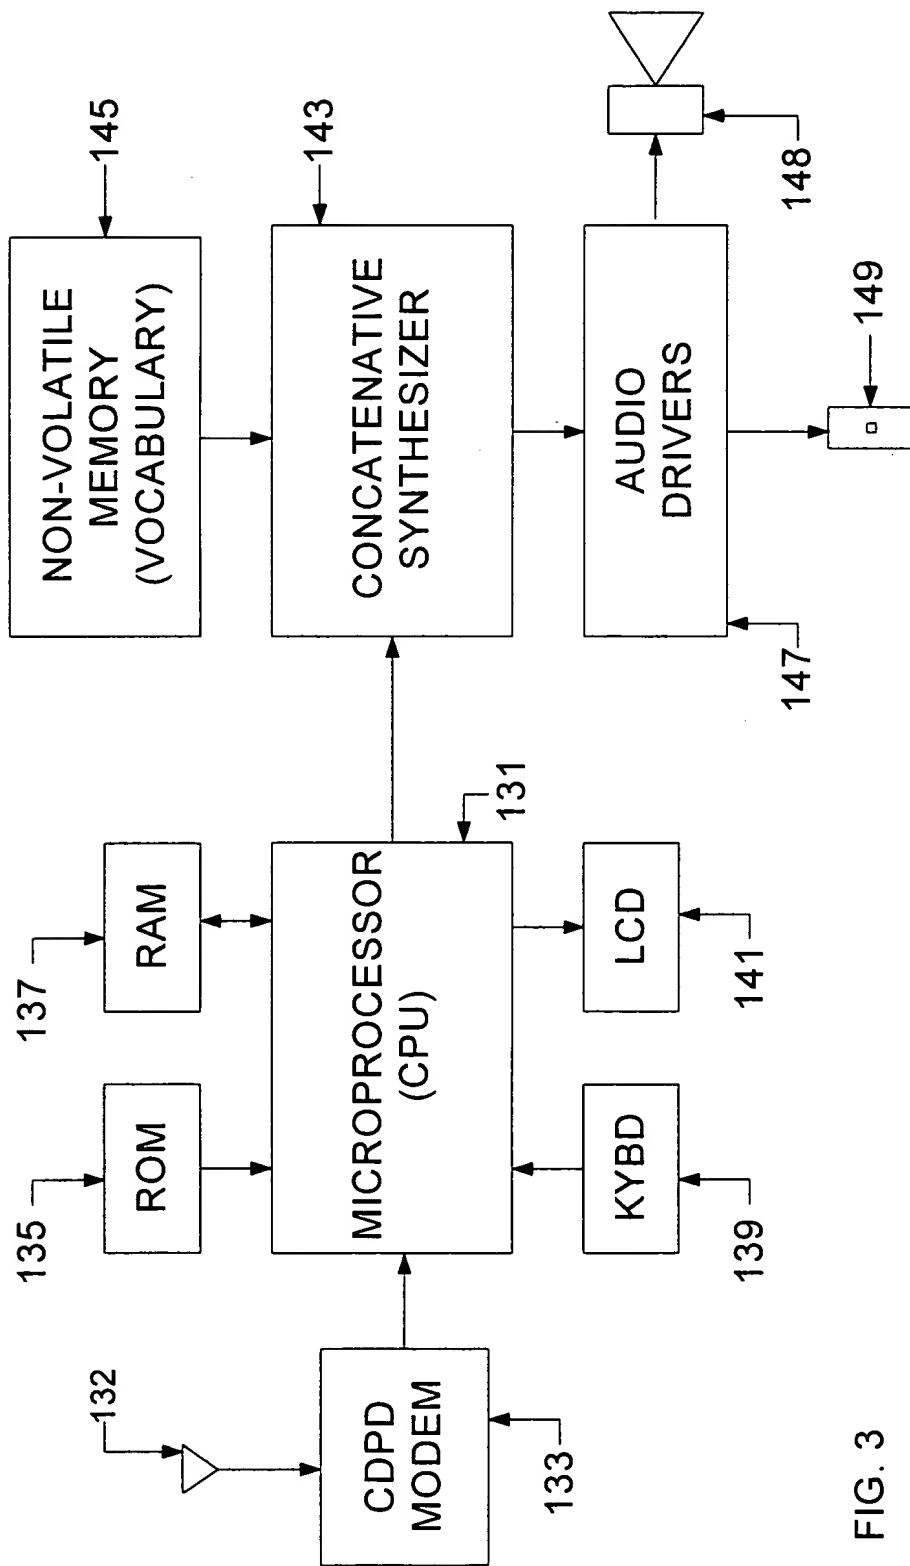 132
CDPD
MODEM
133
135
ROM
137
RAM
MICROPROCESSOR
(CPU)
131
KYBD
139
LCD
141
NON-VOLATILE
MEMORY
(VOCABULARY)
145
CONCATENATIVE
SYNTHESIZER
143
AUDIO
DRIVERS
147
148
149
FIG. 3